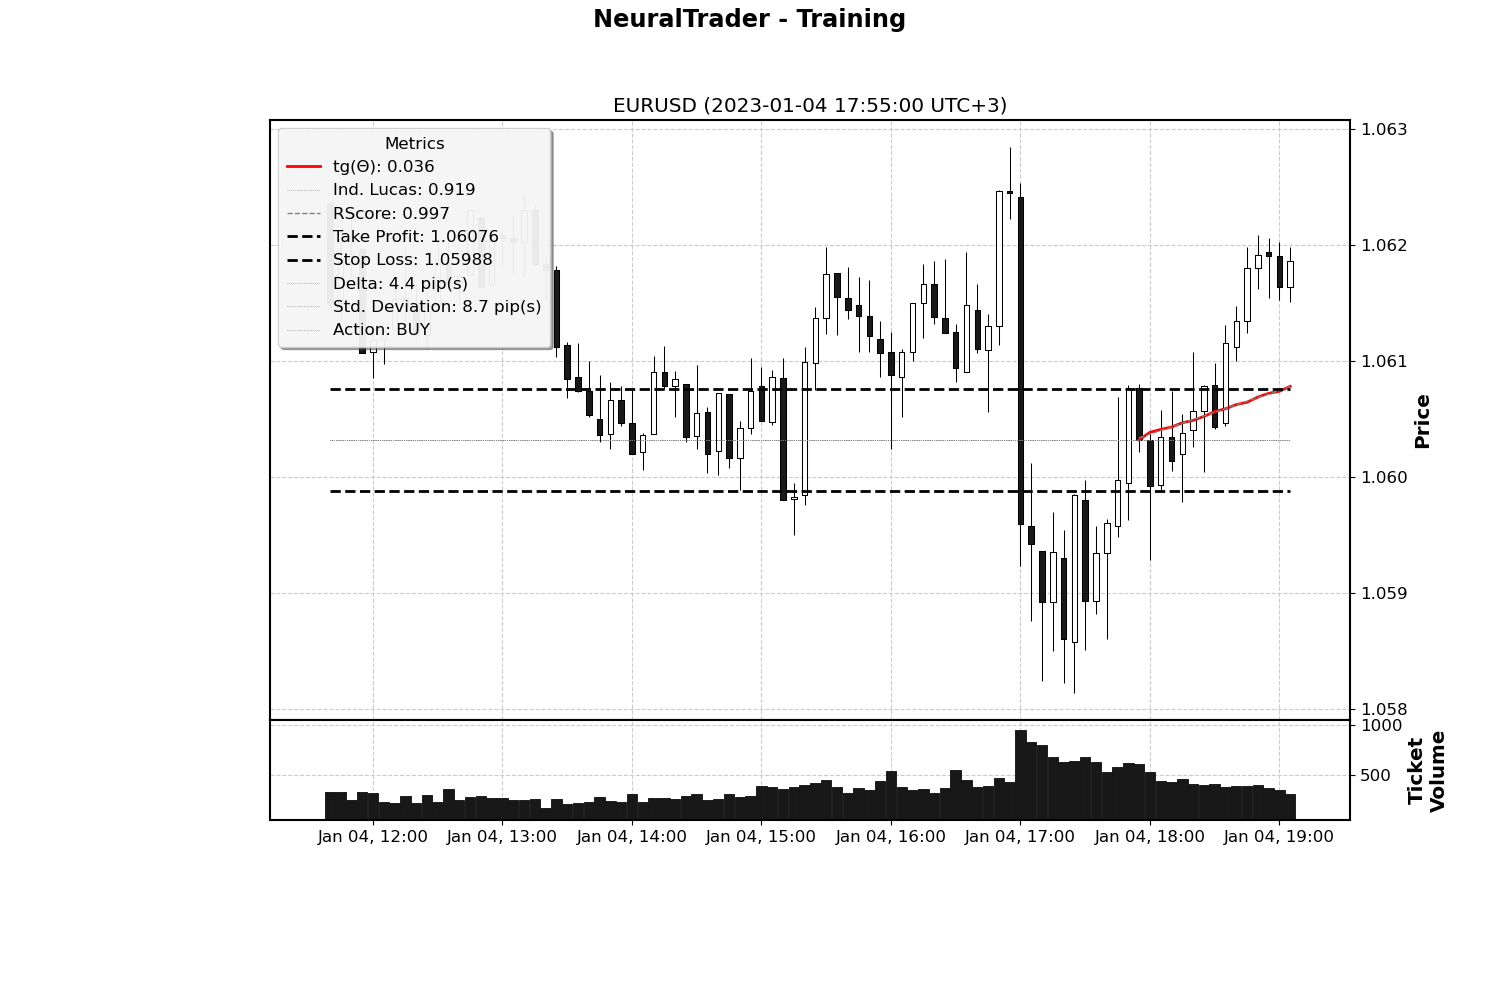 NeuralTrader - Training
EURUSD (2023-01-04 17:55:00 UTC+3)
Metrics
tg(Θ): 0.036
Ind. Lucas: 0.919
RScore: 0.997
Take Profit: 1.06076
Stop Loss: 1.05988
Delta: 4.4 pip(s)
Std. Deviation: 8.7 pip(s)
Action: BUY
1.063
1.062
1.061
1.060
1.059
1.058
Price
1000
500
Ticket
Volume
Jan 04, 12:00
Jan 04, 13:00
Jan 04, 14:00
Jan 04, 15:00
Jan 04, 16:00
Jan 04, 17:00
Jan 04, 18:00
Jan 04, 19:00